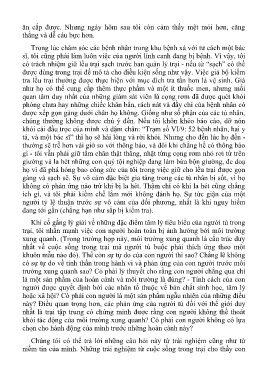 ăn cắp được. Nhưng ngày hôm sau tôi còn cảm thấy mệt mỏi hơn, căng
thẳng và dễ cáu bực hơn.
Trong lúc chăm sóc các bệnh nhân trong khu bệnh xá với tư cách một bác
sĩ, tôi cũng phải làm luôn việc của người lính canh đang bị bệnh. Vì vậy, tôi
có trách nhiệm giữ lều trại sạch trước ban quản lý trại - nếu từ "sạch" có thể
được dùng trong trại để mô tả cho điều kiện sống như vậy. Việc giả bộ kiểm
tra lều trại thường được thực hiện với mục đích tra tấn hơn là vệ sinh. Giá
như họ có thể cung cấp thêm thực phẩm và một ít thuốc men, nhưng mối
quan tâm duy nhất của những giám sát viên là cọng rơm đã được quét khỏi
phòng chưa hay những chiếc khăn bẩn, rách nát và đầy chí của bệnh nhân có
được xếp gọn gàng dưới chân họ không. Giống như số phận của các tù nhân,
chúng thường không được chú ý đến. Nếu tôi khôn khéo báo cáo, dở nón
khỏi cái đầu trọc của mình và dậm chân: "Trạm số VI/9: 52 bệnh nhân, hai y
tá, và một bác sĩ" thì họ sẽ hài lòng và rời khỏi. Nhưng cho đến lúc họ đến -
thường sẽ trễ hơn vài giờ so với thông báo, và đôi khi chẳng hề có thông báo
gì - tôi vẫn phải giữ tấm chăn thật thẳng, nhặt từng cọng rơm nhỏ rơi từ trên
giường và la hét những con quỷ tội nghiệp đang làm bừa bộn giường, đe dọa
họ vì đã phá hỏng bao công sức của tôi trong việc giữ cho lều trại được gọn
gàng và sạch sẽ. Sự vô cảm đặc biệt gia tăng trong các tù nhân bị sốt, vì họ
không có phản ứng nào trừ khi bị la hét. Thậm chí có khi la hét cũng chẳng
ích gì, và tôi phải kiềm chế lắm mới không đánh họ. Sự tức giận của một
người tỷ lệ thuận trước sự vô cảm của đối phương, nhất là khi nguy hiểm
đang tới gần (chẳng hạn như sắp bị kiểm tra).
Khi cố gắng lý giải về những đặc điểm tâm lý tiêu biểu của người tù trong
trại, tôi nhấn mạnh việc con người hoàn toàn bị ảnh hưởng bởi môi trường
xung quanh. (Trong trường hợp này, môi trường xung quanh là cấu trúc duy
nhất về cuộc sống trong trại mà người tù buộc phải thích ứng theo một
khuôn mẫu nào đó). Thế còn sự tự do của con người thì sao? Chẳng lẽ không
có sự tự do về tinh thần trong hành vi và phản ứng của con người trước môi
trường xung quanh sao? Có phải lý thuyết cho rằng con người chẳng qua chỉ
là một sản phẩm của hoàn cảnh và môi trường là đúng? - Tính cách của con
người được quyết định bởi các nhân tố thuộc về bản chất sinh học, tâm lý
hoặc xã hội? Có phải con người là một sản phẩm ngẫu nhiên của những điều
này? Điều quan trọng hơn, các phản ứng của người tù đối với thế giới duy
nhất là trại tập trung có chứng minh được rằng con người không thể thoát
khỏi tác động của môi trường xung quanh? Có phải con người không có lựa
chọn cho hành động của mình trước những hoàn cảnh này?
Chúng tôi có thể trả lời những câu hỏi này từ trải nghiệm cũng như từ
niềm tin của mình. Những trải nghiệm từ cuộc sống trong trại cho thấy con